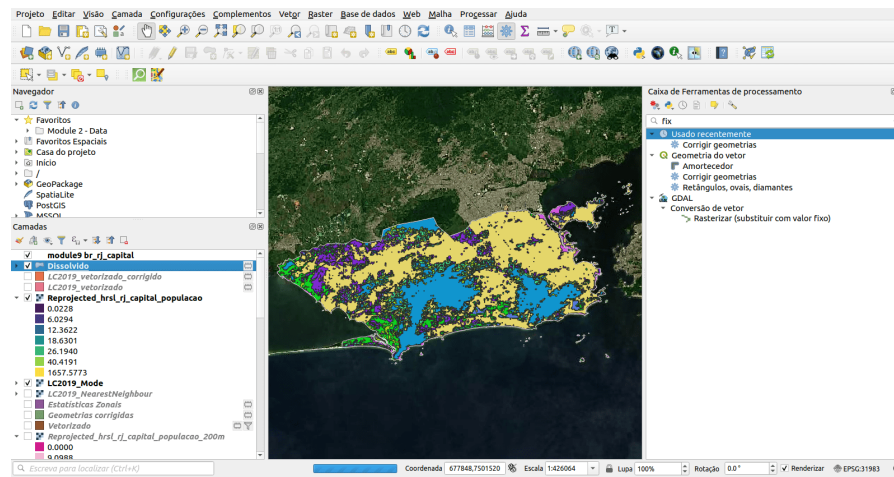 Projeto Editar Visão Camada Configurações Complementos Vetor Raster Base de dados Web Malha Processar Ajuda
Navegador
Favoritos
Module 2 - Data
Favoritos Espaciais
Casa do projeto
Início
/
GeoPackage
SpatiaLite
PostGIS
MSSQL
Camadas
module9 br_rj_capital
Dissolvido
LC2019_vetorizado_corrigido
LC2019_vetorizado
Reprojected_hrsl_rj_capital_populacao
0.0228
6.0294
12.3622
18.6301
26.1940
40.4191
1657.5773
LC2019_Mode
LC2019_NearestNeighbour
Estatísticas Zonais
Geometrias corrigidas
Vetorizado
Reprojected_hrsl_rj_capital_populacao_200m
0.0000
9.0988
Caixa de Ferramentas de processamento
fix
Usado recentemente
Corrigir geometrias
Geometria do vetor
Amortecedor
Corrigir geometrias
Retângulos, ovais, diamantes
GDAL
Conversão de vetor
Rasterizar (substituir com valor fixo)
Escreva para localizar (Ctrl+K)
Coordenada 677848,7501520 Escala 1:426064 Lupa 100% Rotação 0.0° Renderizar EPSG:31983